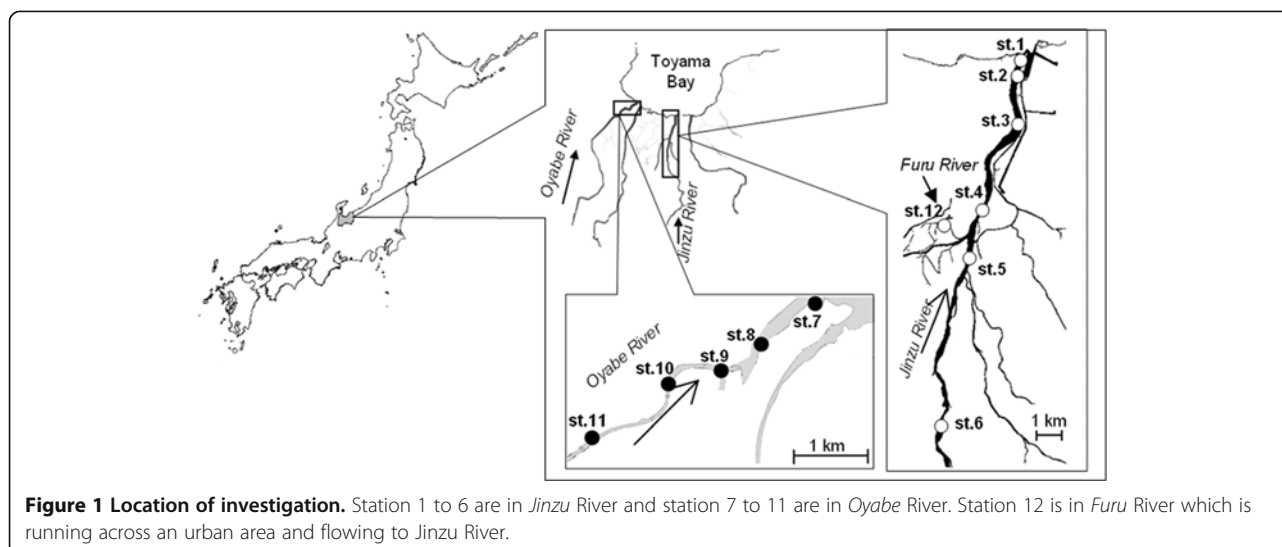 Toyama
Bay
Oyabe River
Jinzu River
st.1
st.2
st.3
Furu River
st.4
st.12
st.5
Jinzu River
st.6
1 km
st.7
st.8
Oyabe River
st.9
st.10
st.11
1 km
Figure 1 Location of investigation. Station 1 to 6 are in Jinzu River and station 7 to 11 are in Oyabe River. Station 12 is in Furu River which is
running across an urban area and flowing to Jinzu River.